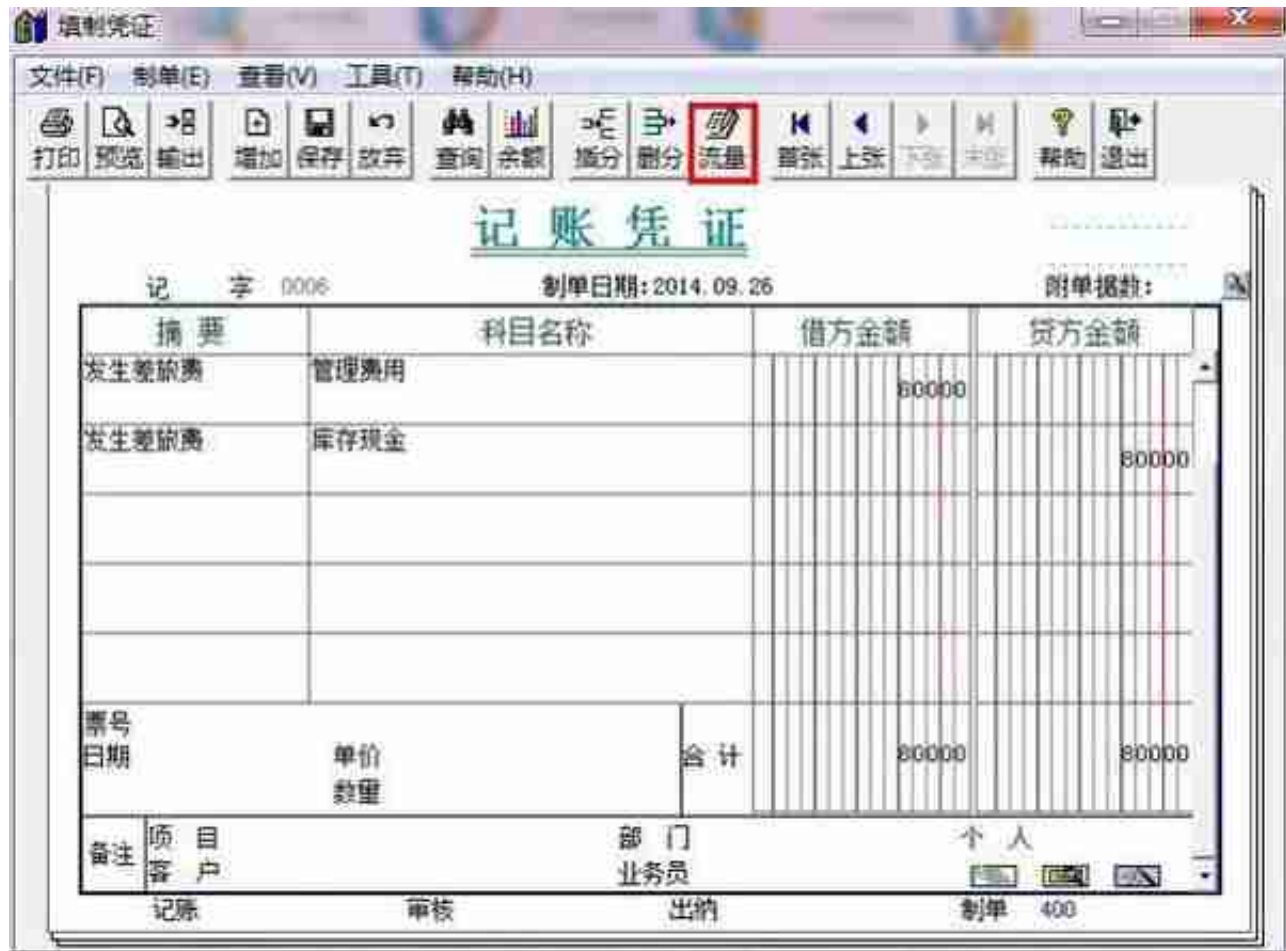 填制凭证
文件(F) 制单(E) 查看(V) 工具(T) 帮助(H)
打印 预览 输出 增加 保存 放弃 查询 余额 插分 删分 流量 首张 上张 下张 末张 帮助 退出
记 账 凭 证
记 字 0006 制单日期:2014.09.26 附单据数:
摘 要 科目名称 借方金额 贷方金额
发生差旅费 管理费用 80000
发生差旅费 库存现金 80000
票号
日期 单价 合 计 80000 80000
数量
备注 项 目 部 门 个 人
客 户 业务员
记账 审核 出纳 制单 400